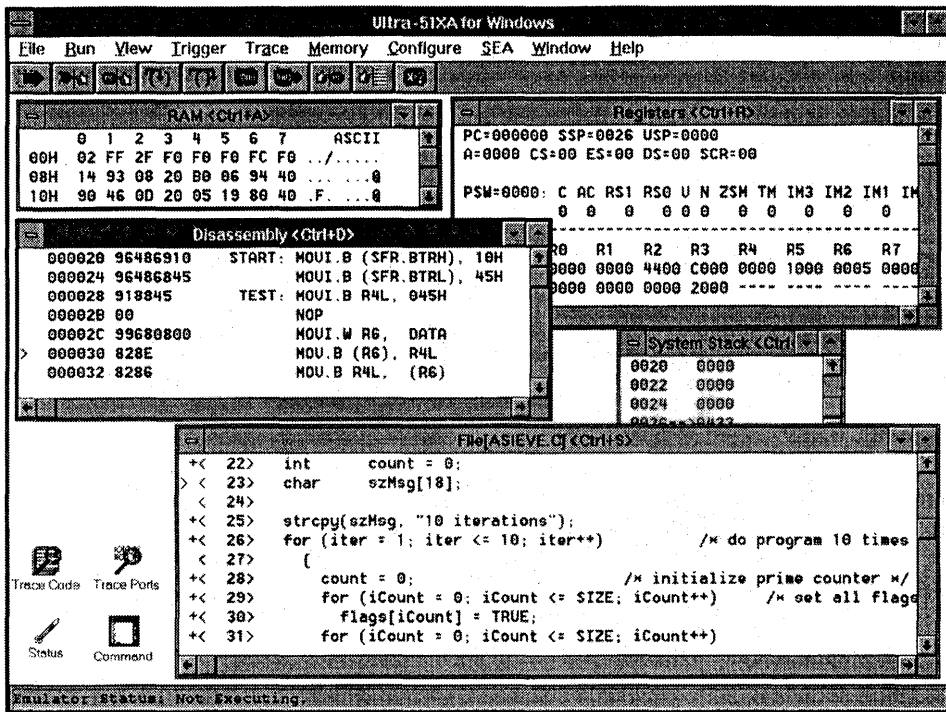 Ultra-51XA for Windows
File Run View Trigger Trace Memory Configure SEA Window Help
RAM <Ctrl+A>
0 1 2 3 4 5 6 7 ASCII
00H 02 FF 2F F0 F0 F0 FC F0 ../.....
08H 14 93 08 20 B0 06 94 40 ... ...@
10H 90 46 0D 20 05 19 80 40 .F. ...@
Registers <Ctrl+R>
PC=000000 SSP=0026 USP=0000
A=0000 CS=00 ES=00 DS=00 SCR=00
PSW=0000: C AC RS1 RS0 U N ZSM TM IM3 IM2 IM1 IM
0 0 0 0 0 0 0 0 0 0 0
R0 R1 R2 R3 R4 R5 R6 R7
0000 0000 4400 C000 0000 1000 0006 0000
0000 0000 0000 2000 ---- ---- ---- ----
Disassembly <Ctrl+D>
000020 96486910 START: MOVI.B (SFR.BTRH), 10H
000024 96486845 MOVI.B (SFR.BTRL), 45H
000028 918845 TEST: MOVI.B R4L, 045H
00002B 00 NOP
00002C 99680800 MOVI.W R6, DATA
> 000030 828E MOV.B (R6), R4L
000032 8286 MOV.B R4L, (R6)
System Stack <Ctrl
0020 0000
0022 0000
0024 0000
File[ASIEVE.C] <Ctrl+S>
+< 22> int count = 0;
> < 23> char szMsg[18];
< 24>
+< 25> strcpy(szMsg, "10 iterations");
+< 26> for (iter = 1; iter <= 10; iter++) /* do program 10 times
< 27> {
+< 28> count = 0; /* initialize prime counter */
+< 29> for (iCount = 0; iCount <= SIZE; iCount++) /* set all flags
+< 30> flags[iCount] = TRUE;
+< 31> for (iCount = 0; iCount <= SIZE; iCount++)
Trace Code Trace Ports
Status Command
Emulator Status: Not Executing.